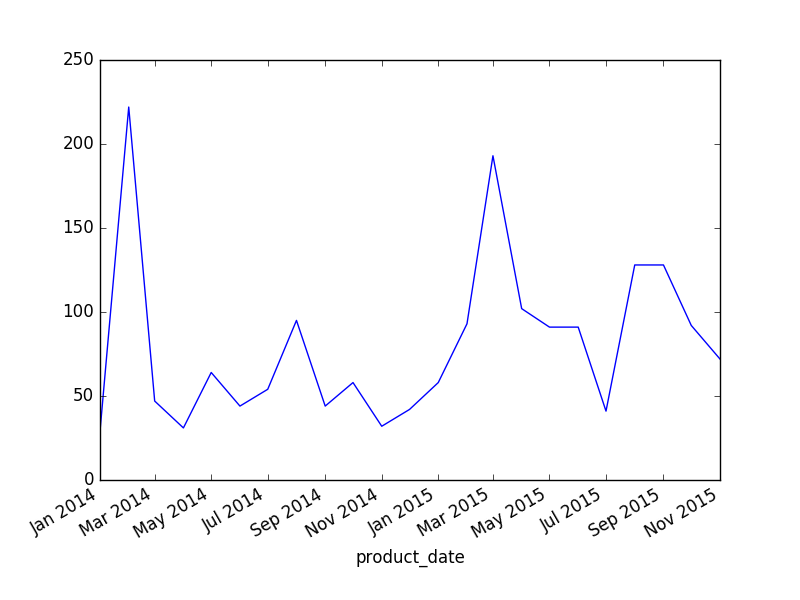 250
200
150
100
50
0
Jan 2014
Mar 2014
May 2014
Jul 2014
Sep 2014
Nov 2014
Jan 2015
Mar 2015
May 2015
Jul 2015
Sep 2015
Nov 2015
product_date